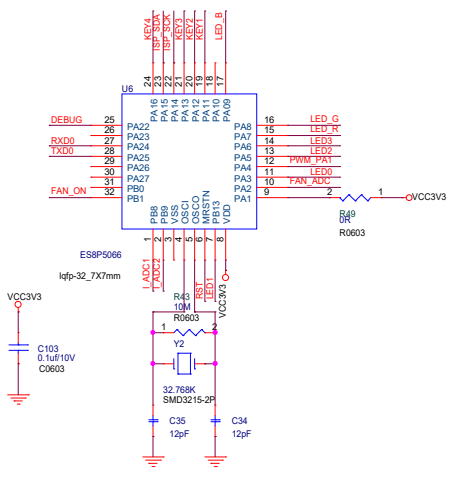 KEY4
ISP_SDA
ISP_SCK
KEY3
KEY2
KEY1
LED_B
24
23
22
21
20
19
18
17
U6
PA16
PA15
PA14
PA13
PA12
PA11
PA10
PA09
DEBUG 25 PA22 PA8 16 LED_G
26 PA23 PA7 15 LED_R
RXD0 27 PA24 PA6 14 LED3
TXD0 28 PA25 PA5 13 LED2
29 PA26 PA4 12 PWM_PA1
30 PA27 PA3 11 LED0
31 PB0 PA2 10 FAN_ADC
FAN_ON 32 PB1 PA1 9 2 1 VCC3V3
R49
0R
R0603
PB8
PB9
VSS
OSCI
OSCO
MRSTN
PB13
VDD
1
2
3
4
5
6
7
8
ES8P5066
lqfp-32_7X7mm
I_ADC1
I_ADC2
RST
LED1
VCC3V3
R43
10M
R0603
1 2
Y2
32.768K
SMD3215-2P
VCC3V3
C103
0.1uf/10V
C0603
C35
12pF
C34
12pF